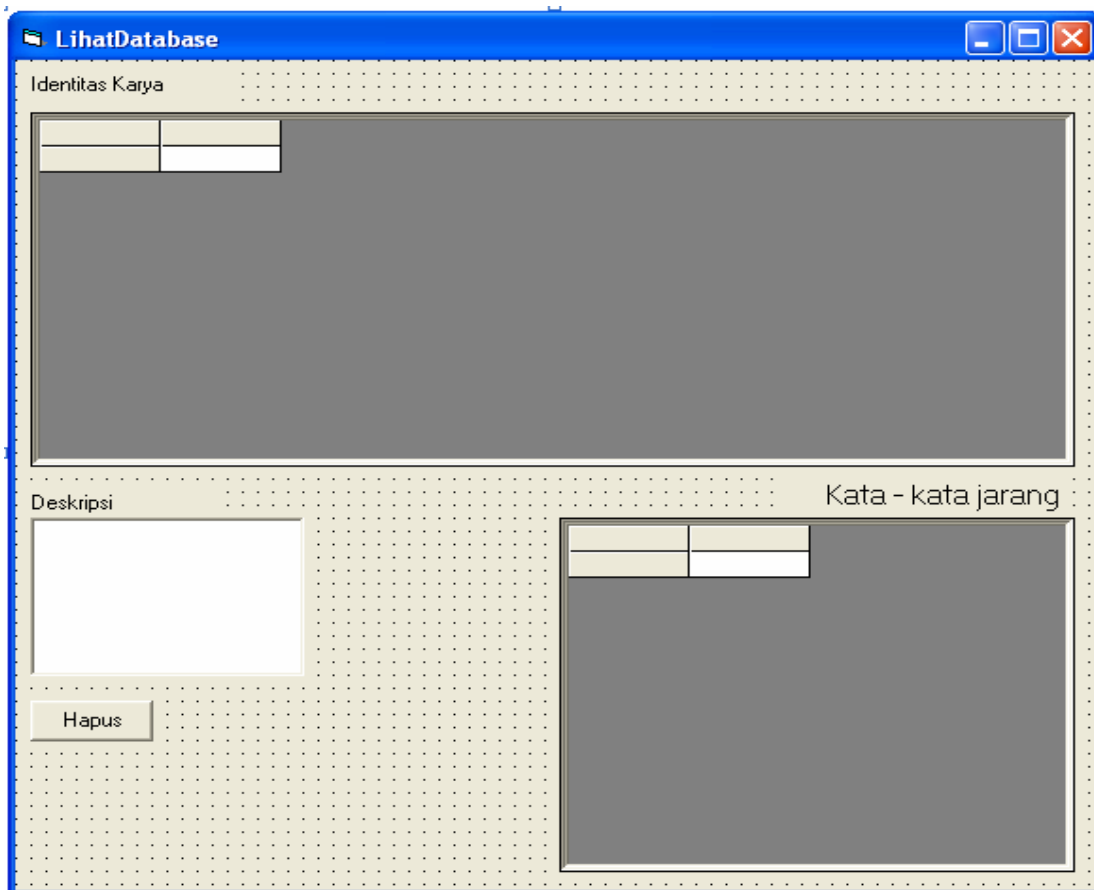 LihatDatabase
Identitas Karya
Deskripsi
Kata - kata jarang
Hapus